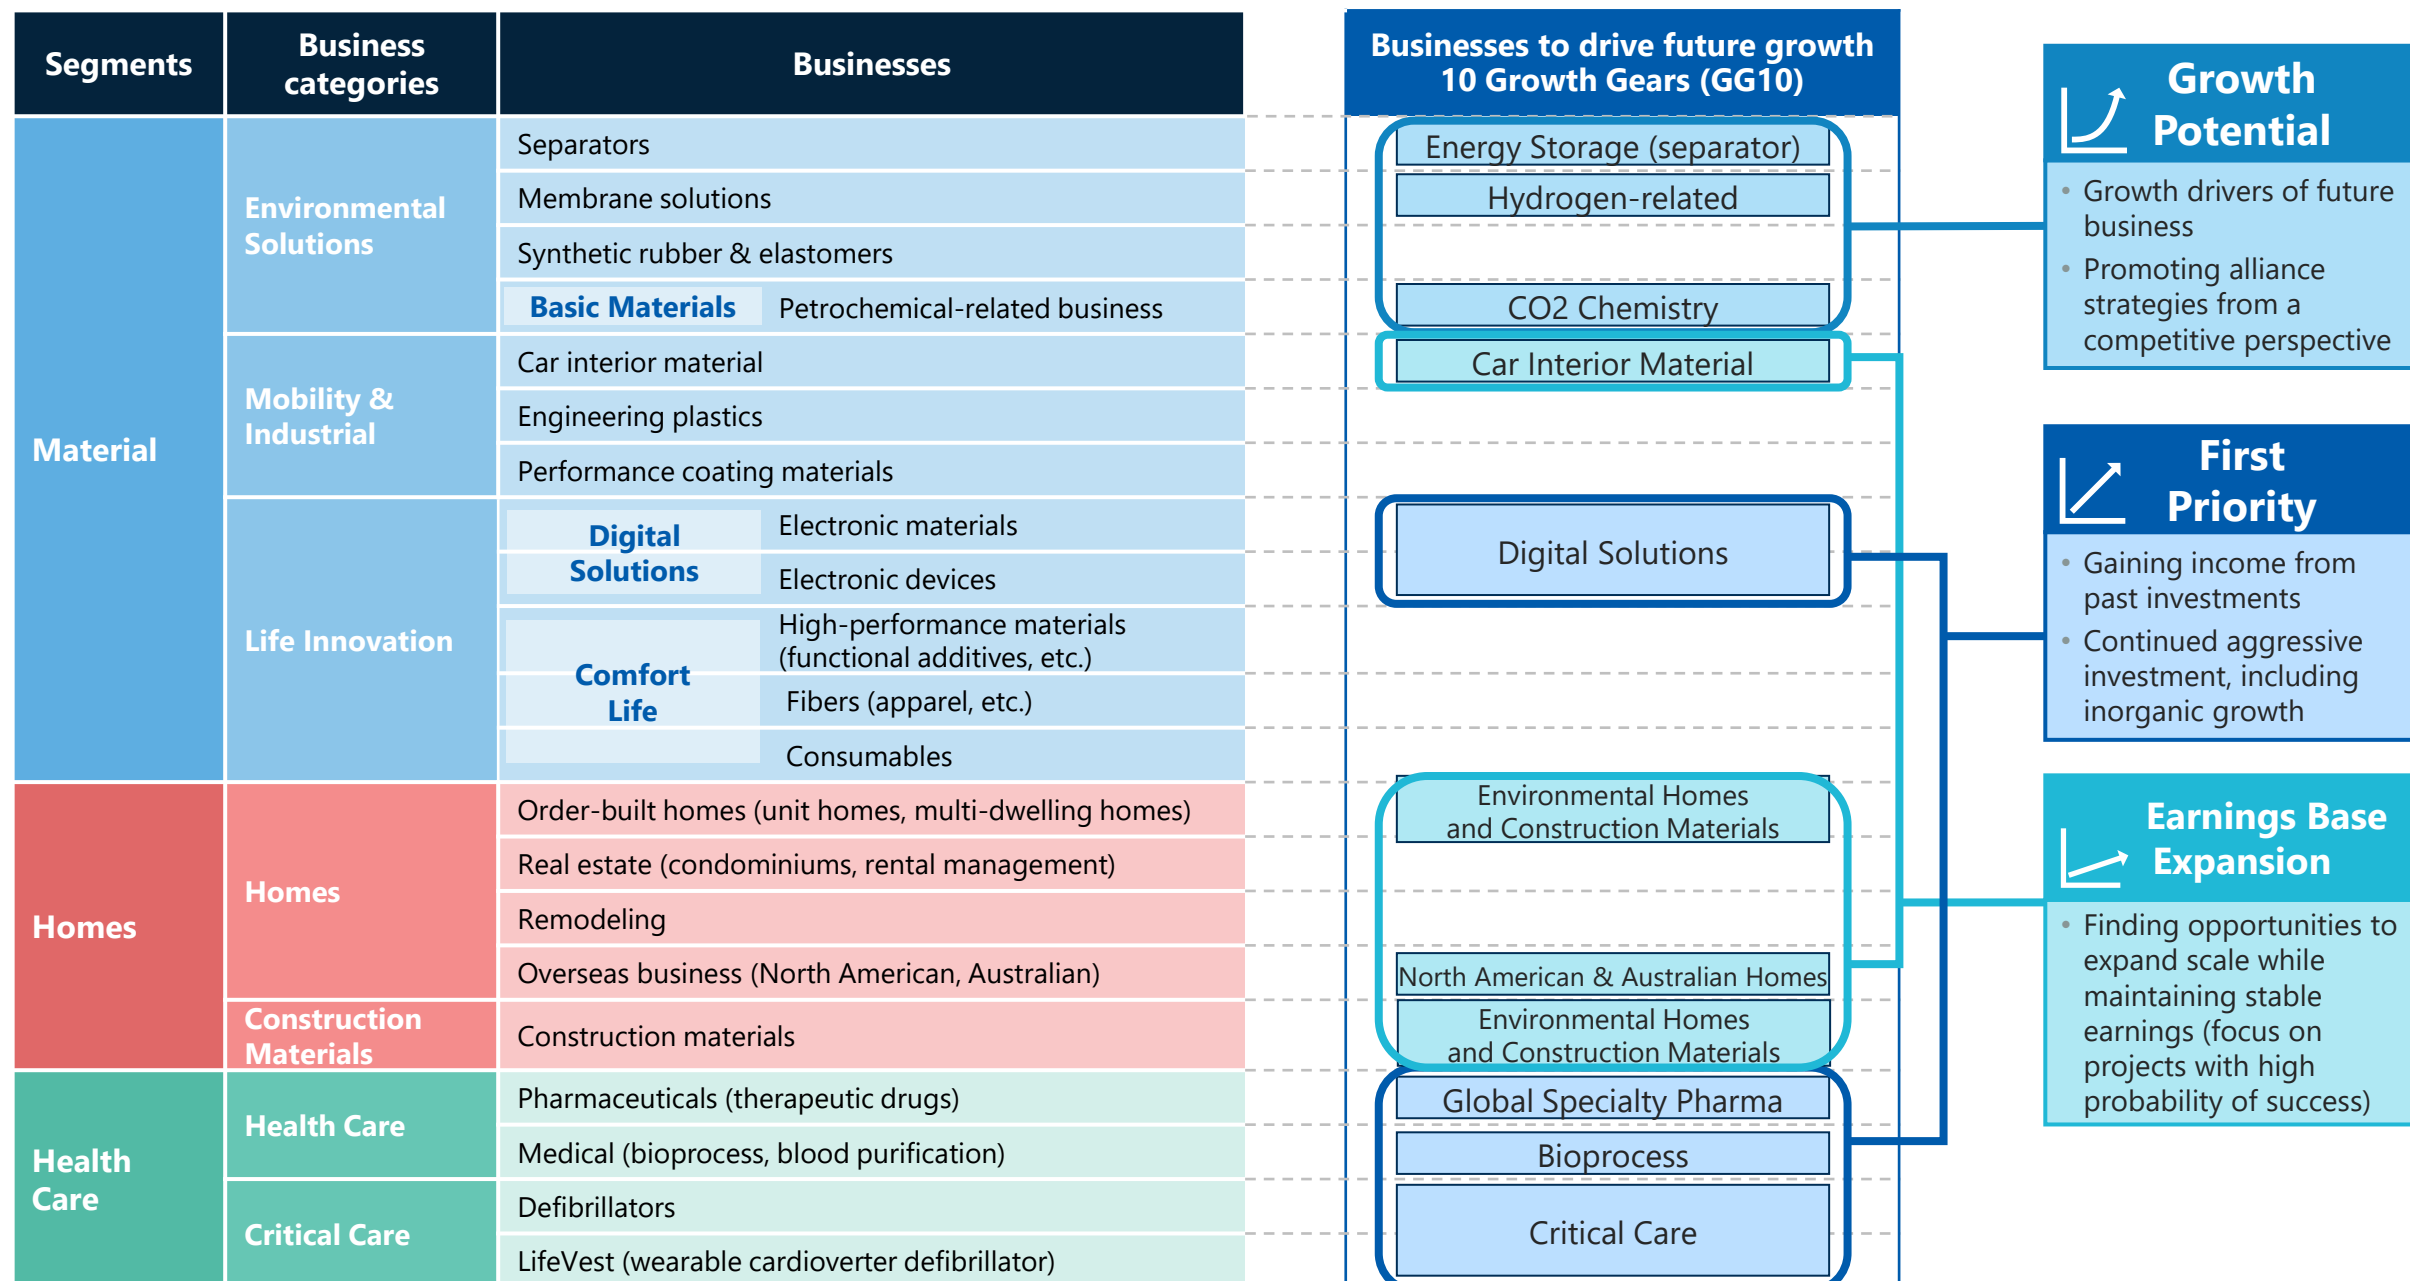 Segments
Business
categories
Businesses
Businesses to drive future growth
10 Growth Gears (GG10)
Material
Environmental
Solutions
Separators
Membrane solutions
Synthetic rubber & elastomers
Basic Materials
Petrochemical-related business
Mobility &
Industrial
Car interior material
Engineering plastics
Performance coating materials
Life Innovation
Digital
Solutions
Electronic materials
Electronic devices
Comfort
Life
High-performance materials
(functional additives, etc.)
Fibers (apparel, etc.)
Consumables
Homes
Homes
Order-built homes (unit homes, multi-dwelling homes)
Real estate (condominiums, rental management)
Remodeling
Overseas business (North American, Australian)
Construction
Materials
Construction materials
Health
Care
Health Care
Pharmaceuticals (therapeutic drugs)
Medical (bioprocess, blood purification)
Critical Care
Defibrillators
LifeVest (wearable cardioverter defibrillator)
Energy Storage (separator)
Hydrogen-related
CO2 Chemistry
Car Interior Material
Digital Solutions
Environmental Homes
and Construction Materials
North American & Australian Homes
Environmental Homes
and Construction Materials
Global Specialty Pharma
Bioprocess
Critical Care
Growth
Potential
• Growth drivers of future
business
• Promoting alliance
strategies from a
competitive perspective
First
Priority
• Gaining income from
past investments
• Continued aggressive
investment, including
inorganic growth
Earnings Base
Expansion
• Finding opportunities to
expand scale while
maintaining stable
earnings (focus on
projects with high
probability of success)